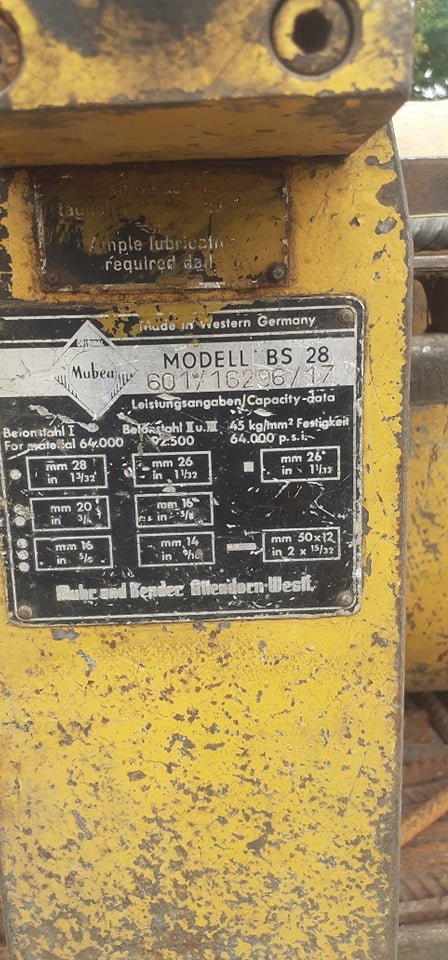 Ample lubricati
required dail
Made in Western Germany
OPTIMAL
Mubea
MODELL BS 28
601/16296/17
Leistungsangaben/Capacity-data
Betonstahl I Betonstahl II u. III 45 kg/mm² Festigkeit
For material 64.000 92.500 64.000 p.s.i.
mm 28 mm 26 mm 26
in 1 3/32 in 1 1/32 in 1 1/32
mm 20 mm 16
in 3/4 in 5/8
mm 16 mm 14 mm 50x12
in 5/8 in 9/16 in 2 x 15/32
Muhr und Bender, Attendorn-Westf.